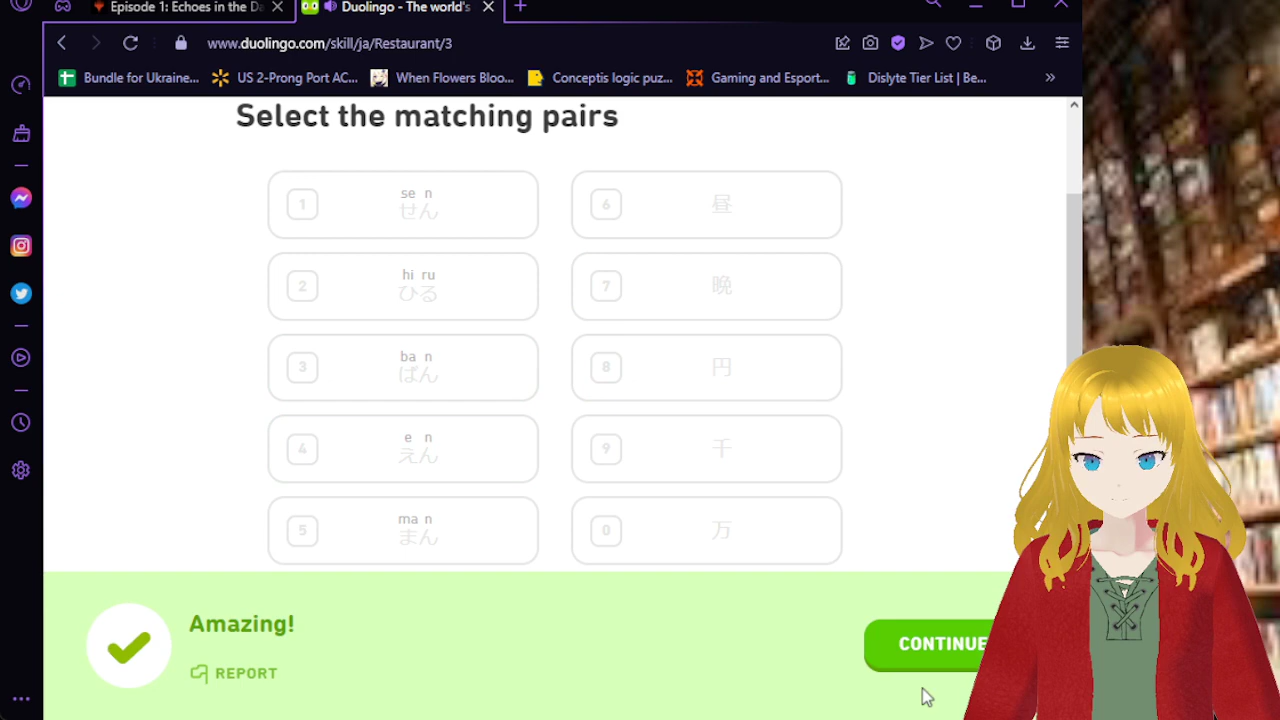 Episode 1: Echoes in the Da
Duolingo - The world's
www.duolingo.com/skill/ja/Restaurant/3
Bundle for Ukraine...
US 2-Prong Port AC...
When Flowers Bloo...
Conceptis logic puz...
Gaming and Esport...
Dislyte Tier List | Be...
Select the matching pairs
1
se n
せん
6
昼
2
hi ru
ひる
7
晩
3
ba n
ばん
8
円
4
e n
えん
9
千
5
ma n
まん
0
万
Amazing!
REPORT
CONTINUE